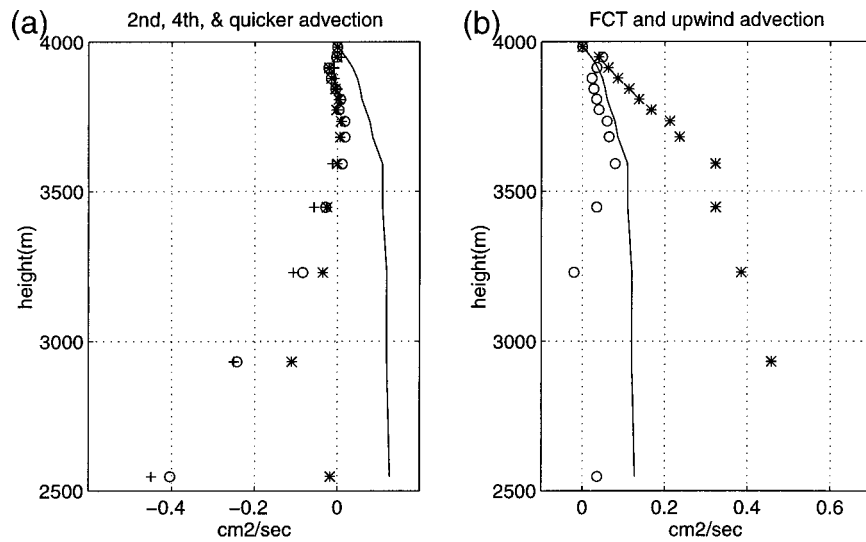 (a)
2nd, 4th, & quicker advection
4000
3500
3000
2500
height(m)
−0.4
−0.2
0
cm2/sec
(b)
FCT and upwind advection
4000
3500
3000
2500
height(m)
0
0.2
0.4
0.6
cm2/sec